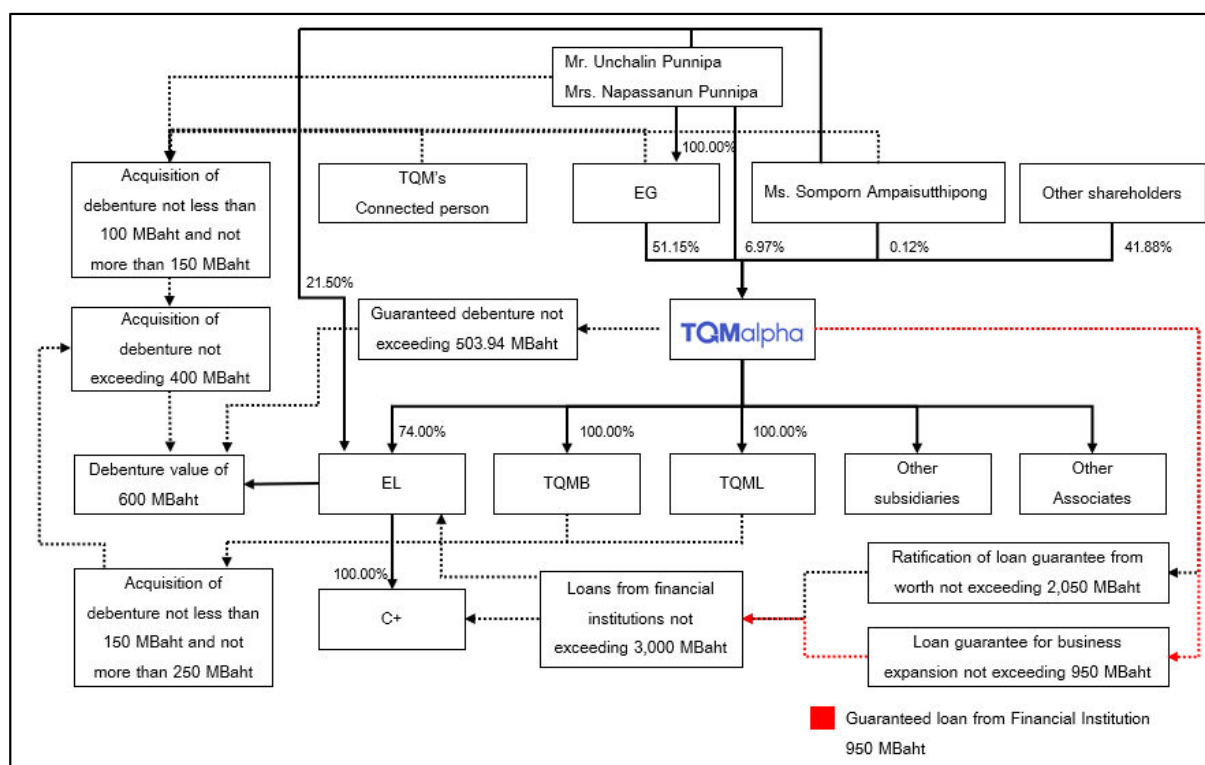 Mr. Unchalin Punnipa
Mrs. Napassanun Punnipa
100.00%
Acquisition of
debenture not less than
100 MBaht and not
more than 150 MBaht
TQM's
Connected person
EG
Ms. Somporn Ampaisutthipong
Other shareholders
51.15%
6.97%
0.12%
41.88%
21.50%
Acquisition of
debenture not
exceeding 400 MBaht
Guaranteed debenture not
exceeding 503.94 MBaht
TQMalpha
74.00%
100.00%
100.00%
Debenture value of
600 MBaht
EL
TQMB
TQML
Other
subsidiaries
Other
Associates
100.00%
Acquisition of
debenture not less than
150 MBaht and not
more than 250 MBaht
C+
Loans from financial
institutions not
exceeding 3,000 MBaht
Ratification of loan guarantee from
worth not exceeding 2,050 MBaht
Loan guarantee for business
expansion not exceeding 950 MBaht
Guaranteed loan from Financial Institution
950 MBaht